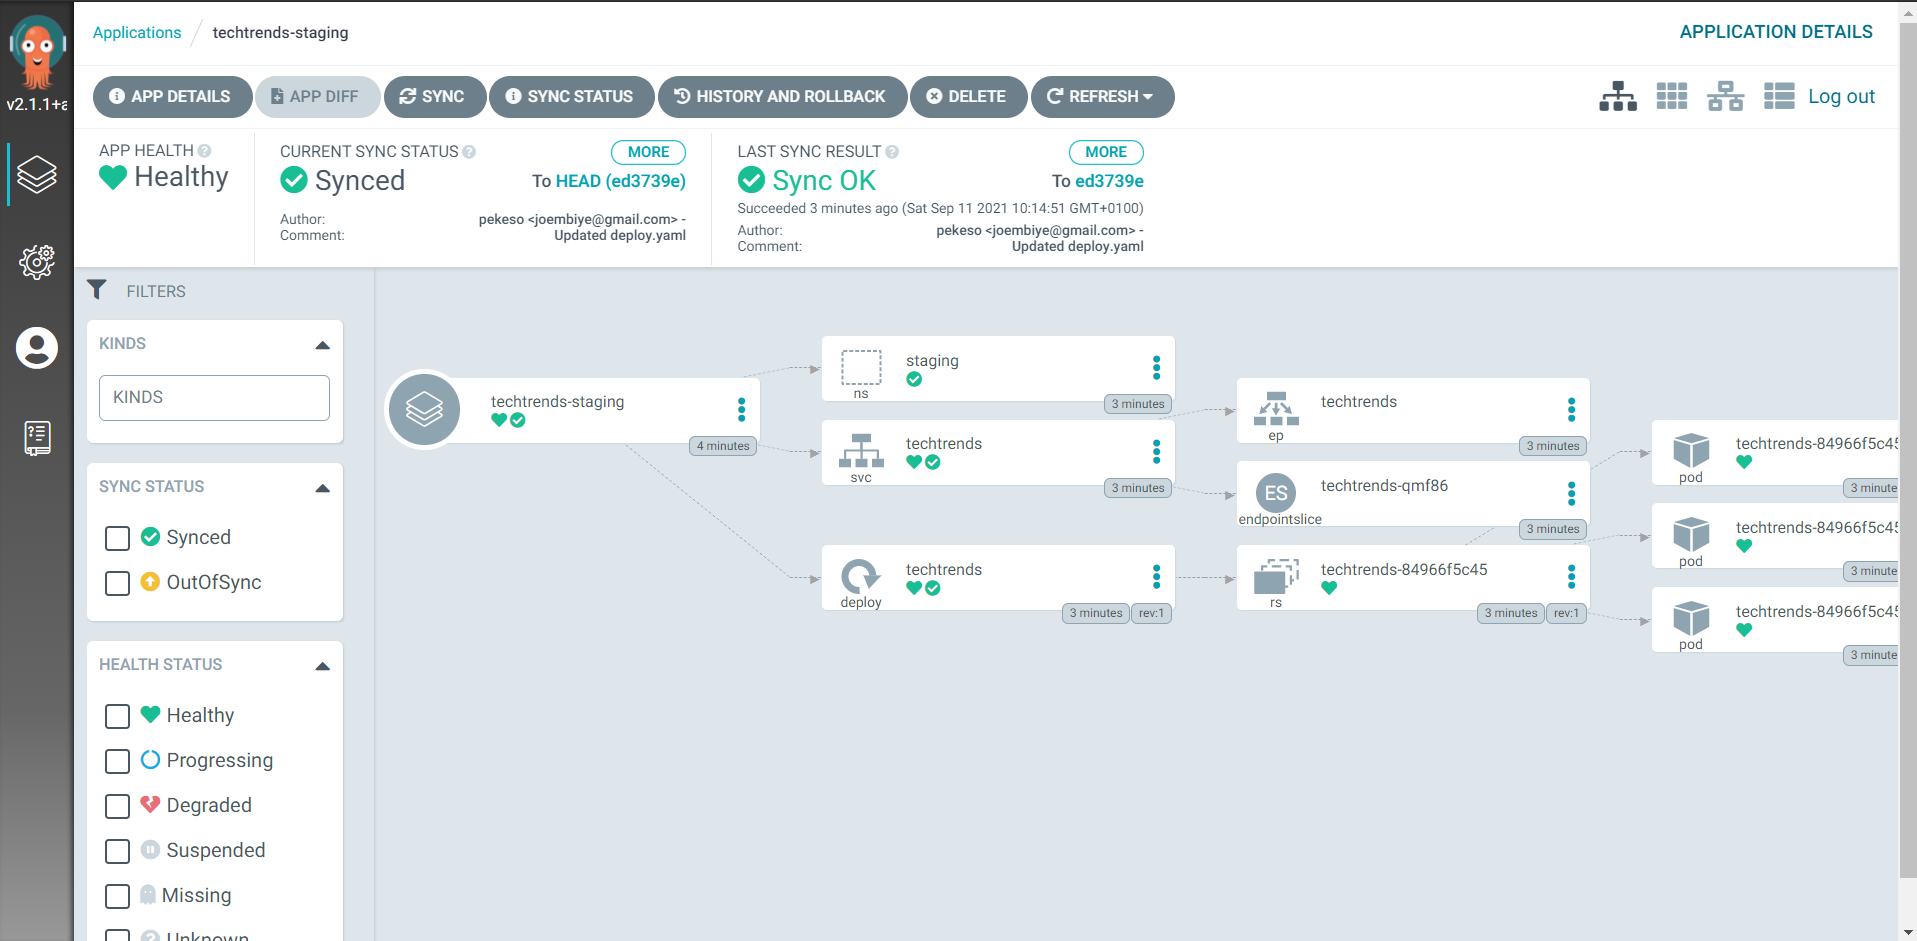 Applications / techtrends-staging
APPLICATION DETAILS
v2.1.1+a
APP DETAILS
APP DIFF
SYNC
SYNC STATUS
HISTORY AND ROLLBACK
DELETE
REFRESH
Log out
APP HEALTH
Healthy
CURRENT SYNC STATUS
MORE
Synced
To HEAD (ed3739e)
Author: pekeso <joembiye@gmail.com> -
Comment: Updated deploy.yaml
LAST SYNC RESULT
MORE
Sync OK
To ed3739e
Succeeded 3 minutes ago (Sat Sep 11 2021 10:14:51 GMT+0100)
Author: pekeso <joembiye@gmail.com> -
Comment: Updated deploy.yaml
FILTERS
KINDS
KINDS
SYNC STATUS
Synced
OutOfSync
HEALTH STATUS
Healthy
Progressing
Degraded
Suspended
Missing
Unknown
techtrends-staging
4 minutes
staging
ns
3 minutes
techtrends
svc
3 minutes
techtrends
deploy
3 minutes
rev:1
techtrends
ep
3 minutes
ES
techtrends-qmf86
endpointslice
3 minutes
techtrends-84966f5c45
rs
3 minutes
rev:1
techtrends-84966f5c45
pod
3 minute
techtrends-84966f5c45
pod
3 minute
techtrends-84966f5c45
pod
3 minute